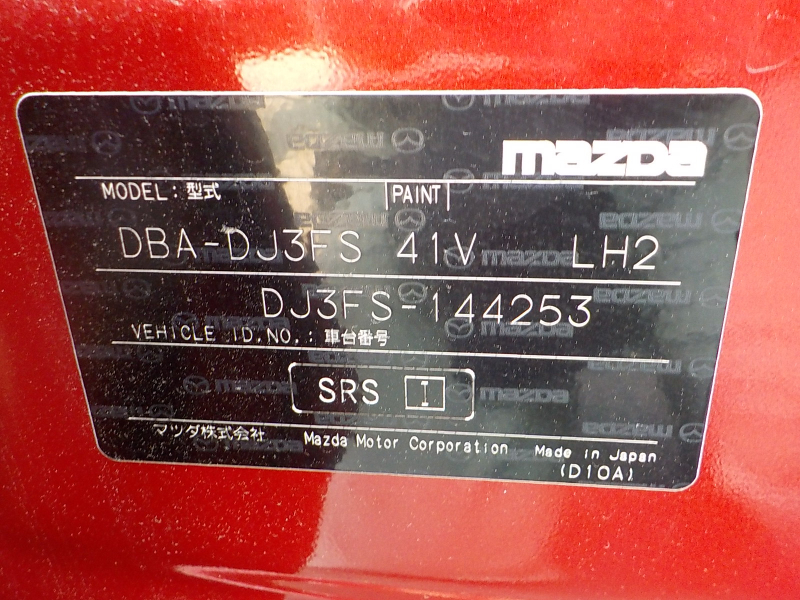 mazda
MODEL：型式 PAINT
DBA-DJ3FS 41V LH2
DJ3FS-144253
VEHICLE ID.NO.：車台番号
SRS I
マツダ株式会社 Mazda Motor Corporation Made in Japan
(D10A)